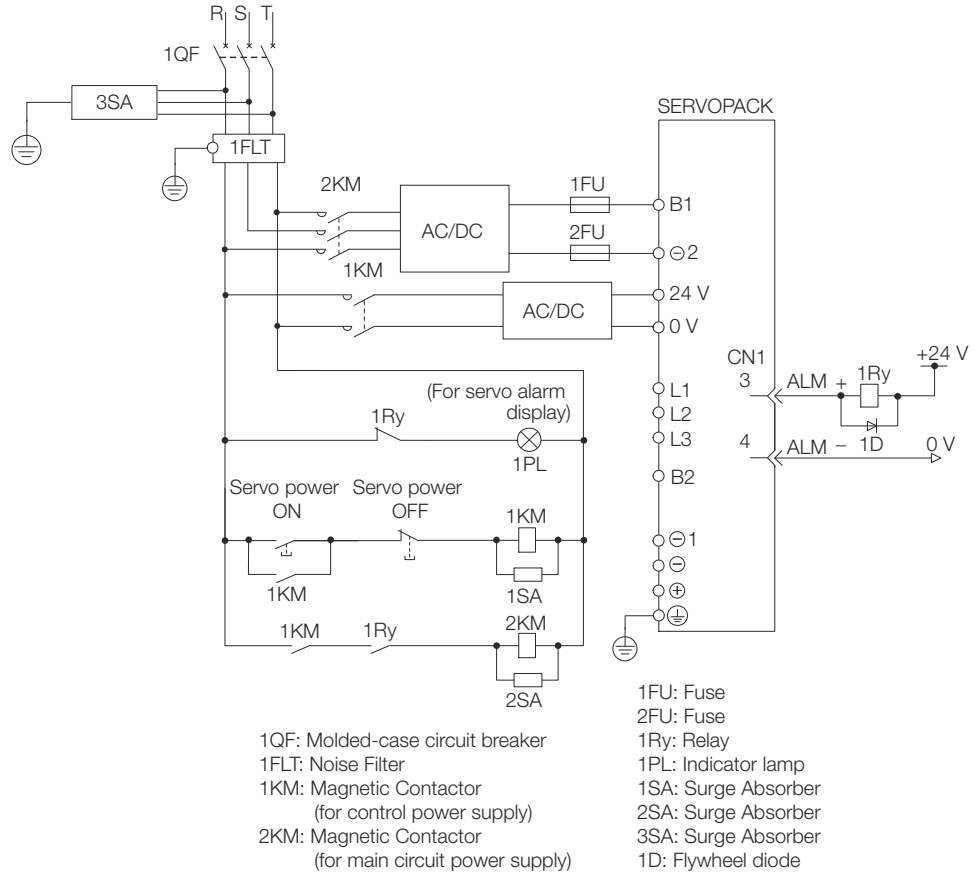 R S T
1QF
3SA
1FLT
SERVOPACK
2KM
1FU
AC/DC
B1
2FU
⊖2
1KM
24 V
AC/DC
0 V
CN1
+24 V
3
ALM +
1Ry
L1
L2
1D
L3
4
ALM −
0 V
B2
(For servo alarm
display)
1Ry
1PL
Servo power
ON
Servo power
OFF
1KM
1KM
1SA
⊖1
⊖
⊕
1KM
1Ry
2KM
2SA
1QF: Molded-case circuit breaker
1FLT: Noise Filter
1KM: Magnetic Contactor
(for control power supply)
2KM: Magnetic Contactor
(for main circuit power supply)
1FU: Fuse
2FU: Fuse
1Ry: Relay
1PL: Indicator lamp
1SA: Surge Absorber
2SA: Surge Absorber
3SA: Surge Absorber
1D: Flywheel diode